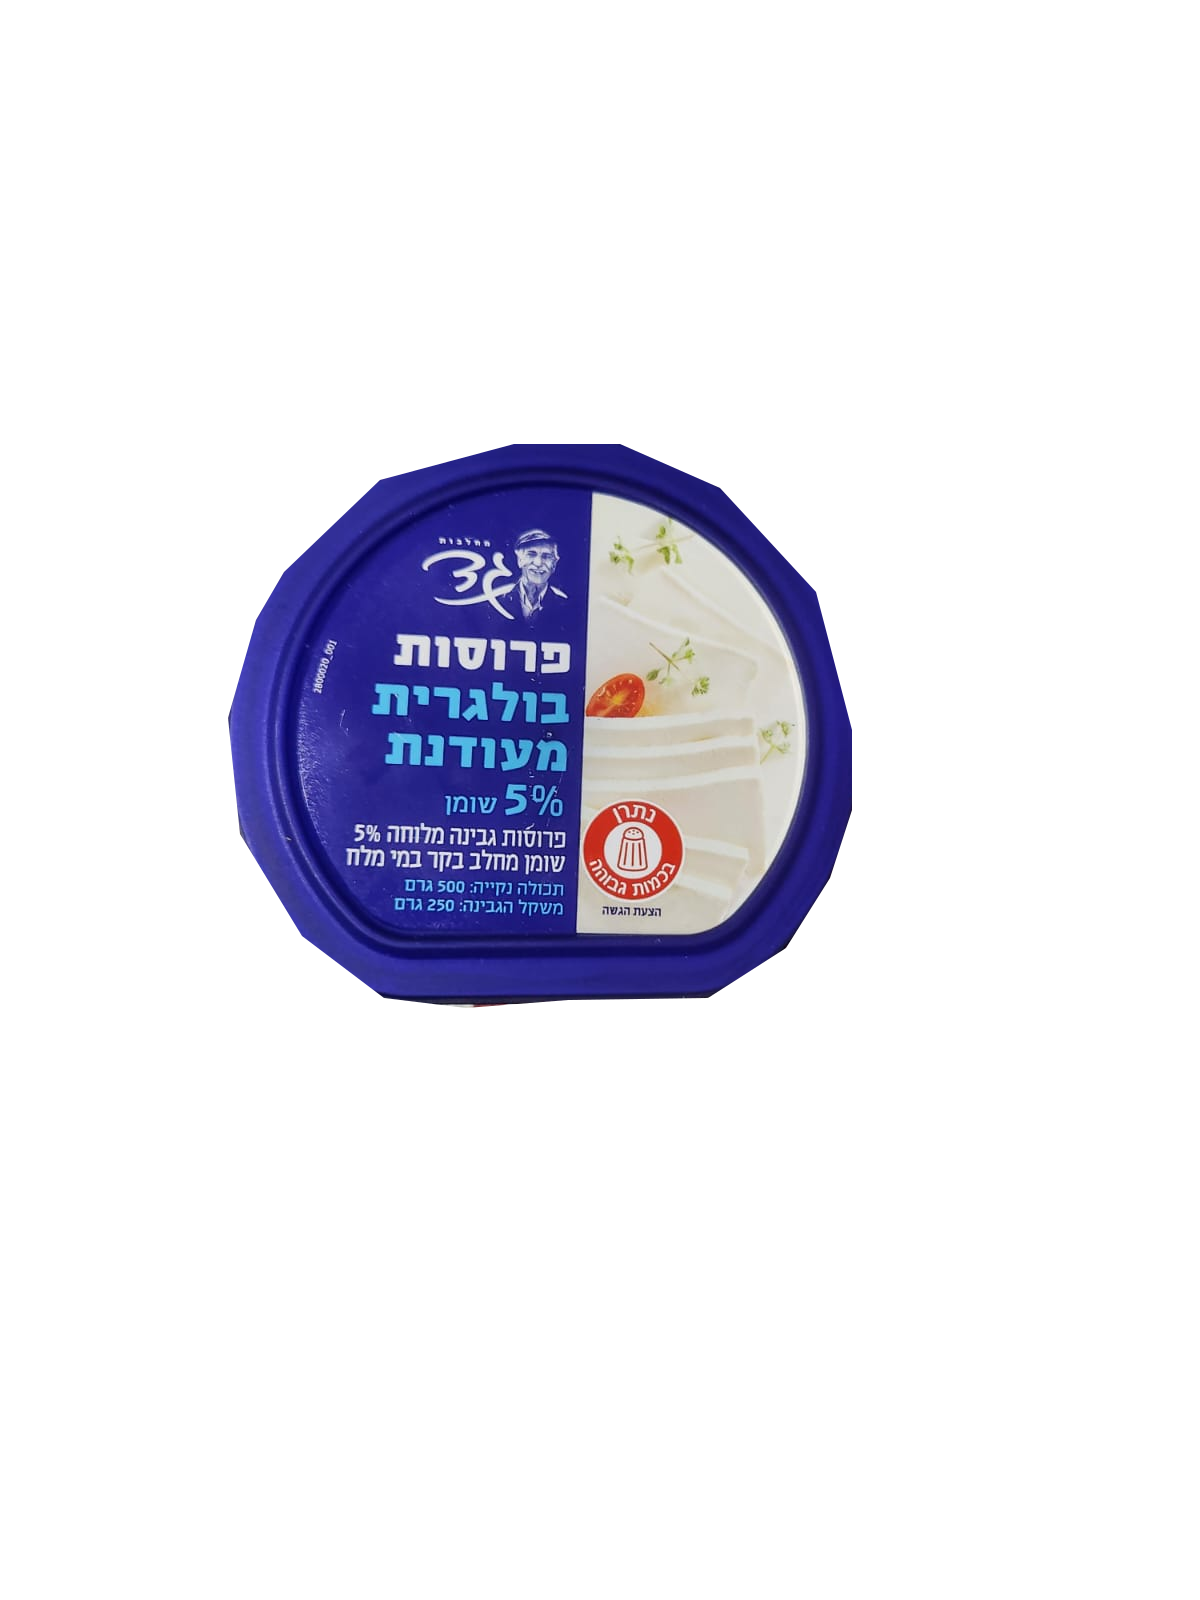 מחלבות
גד
פרוסות
בולגרית
מעודנת
5% שומן
פרוסות גבינה מלוחה 5%
שומן מחלב בקר במי מלח
תכולה נקייה: 500 גרם
משקל הגבינה: 250 גרם
נתרן
בכמות גבוהה
הצעת הגשה
2800020_001